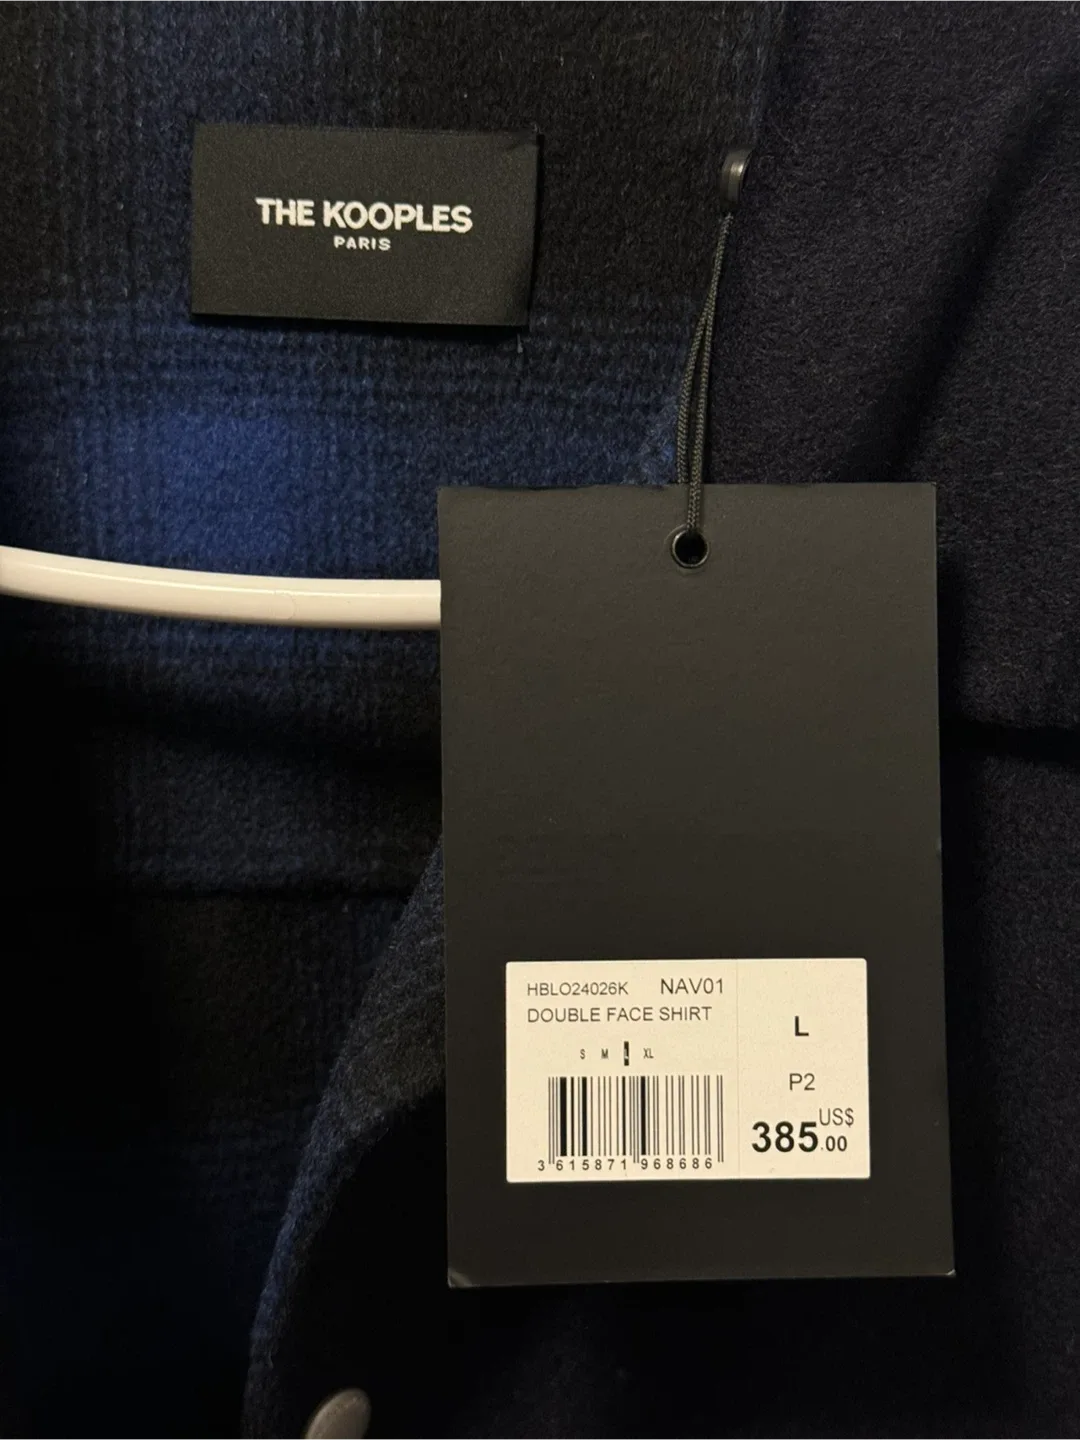 THE KOOPLES
PARIS
HBLO24026K NAV01
DOUBLE FACE SHIRT
S M L XL
3 615871 968686
L
P2
US$
385.00